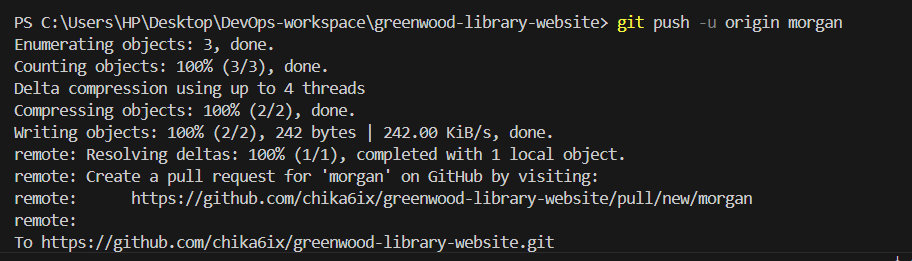 PS C:\Users\HP\Desktop\DevOps-workspace\greenwood-library-website> git push -u origin morgan
Enumerating objects: 3, done.
Counting objects: 100% (3/3), done.
Delta compression using up to 4 threads
Compressing objects: 100% (2/2), done.
Writing objects: 100% (2/2), 242 bytes | 242.00 KiB/s, done.
remote: Resolving deltas: 100% (1/1), completed with 1 local object.
remote: Create a pull request for 'morgan' on GitHub by visiting:
remote:      https://github.com/chika6ix/greenwood-library-website/pull/new/morgan
remote:
To https://github.com/chika6ix/greenwood-library-website.git